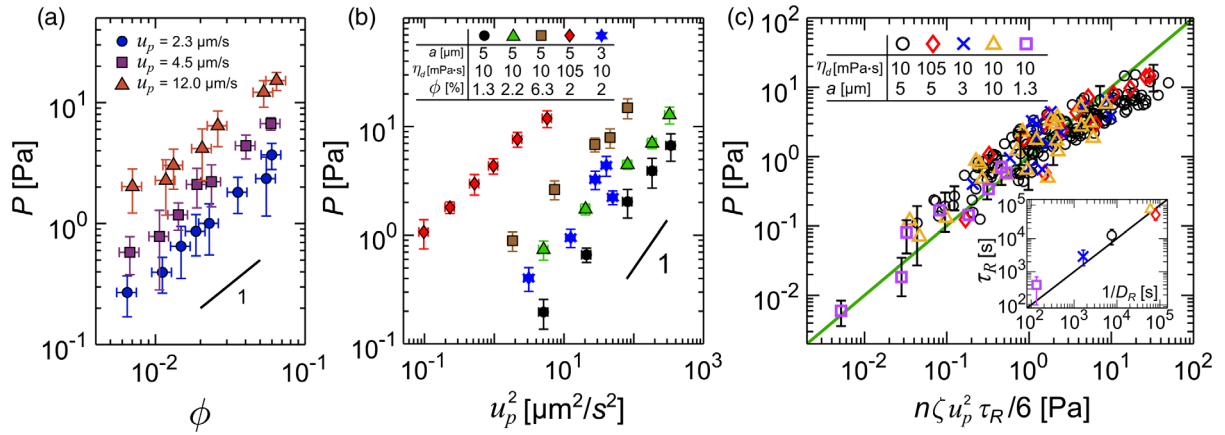 (a)
u_p = 2.3 µm/s
u_p = 4.5 µm/s
u_p = 12.0 µm/s
P [Pa]
10^1
10^0
10^-1
1
10^-2
10^-1
ϕ
(b)
a [µm] 5 5 5 5 3
η_d [mPa·s] 10 10 10 105 10
ϕ [%] 1.3 2.2 6.3 2 2
P [Pa]
10^2
10^1
10^0
10^-1
1
10^-1
10^1
10^3
u_p^2 [µm^2/s^2]
(c)
η_d [mPa·s] 10 105 10 10 10
a [µm] 5 5 3 10 1.3
P [Pa]
10^2
10^1
10^0
10^-1
10^-2
10^-2
10^-1
10^0
10^1
10^2
nζu_p^2 τ_R/6 [Pa]
τ_R [s]
10^5
10^4
10^3
10^2
1/D_R [s]
10^2
10^3
10^4
10^5